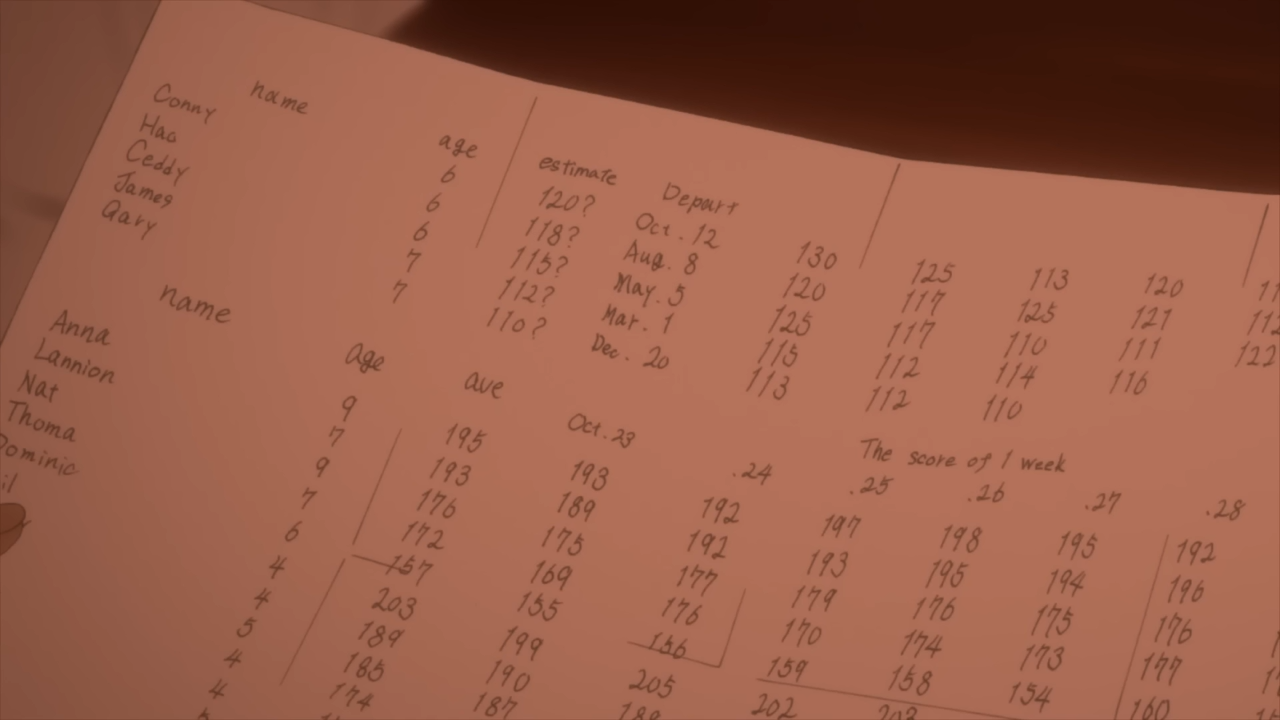 name age estimate Depart
Conny 6 120? Oct. 12 130 125 113 120
Hao 6 118? Aug. 8 120 117 125 121
Ceddy 6 115? May. 5 125 117 110 111 122
James 7 112? Mar. 1 115 112 114 116
Gary 7 110? Dec. 20 113 112 110
The score of 1 week
name age ave Oct.23 .24 .25 .26 .27 .28
Anna 9 195 193 192 197 198 195 192
Lannion 7 193 189 192 193 195 194 196
Nat 9 176 175 177 179 176 175 176
Thoma 7 172 169 176 170 174 173 177
Dominic 6 157 155 156 159 158 154 160
4 203 199 205 202 203
4 189 190 188
5 185 187
4 174
4